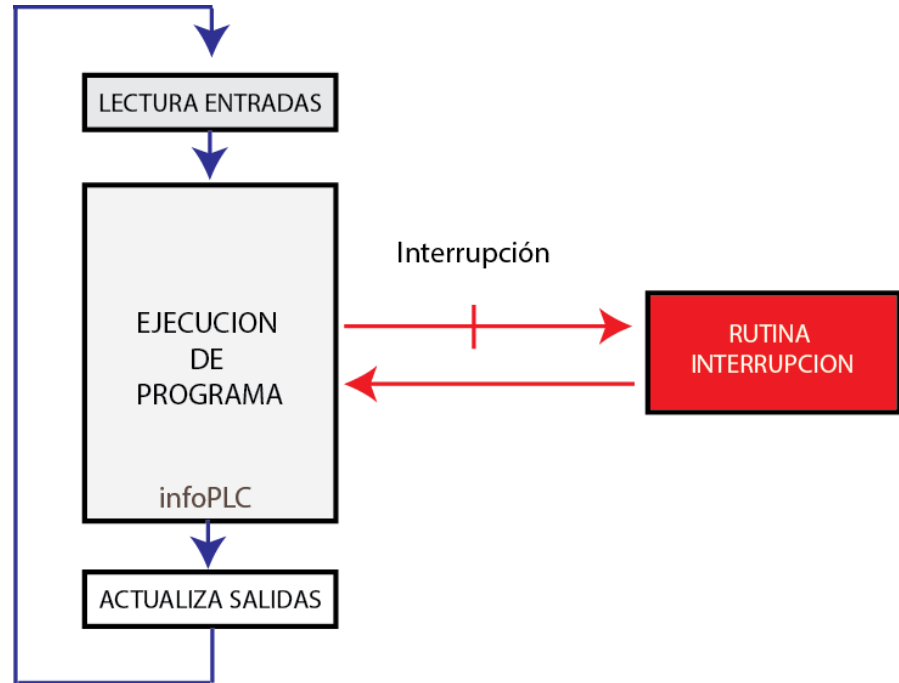 LECTURA ENTRADAS
Interrupción
EJECUCION
DE
PROGRAMA
RUTINA
INTERRUPCION
infoPLC
ACTUALIZA SALIDAS